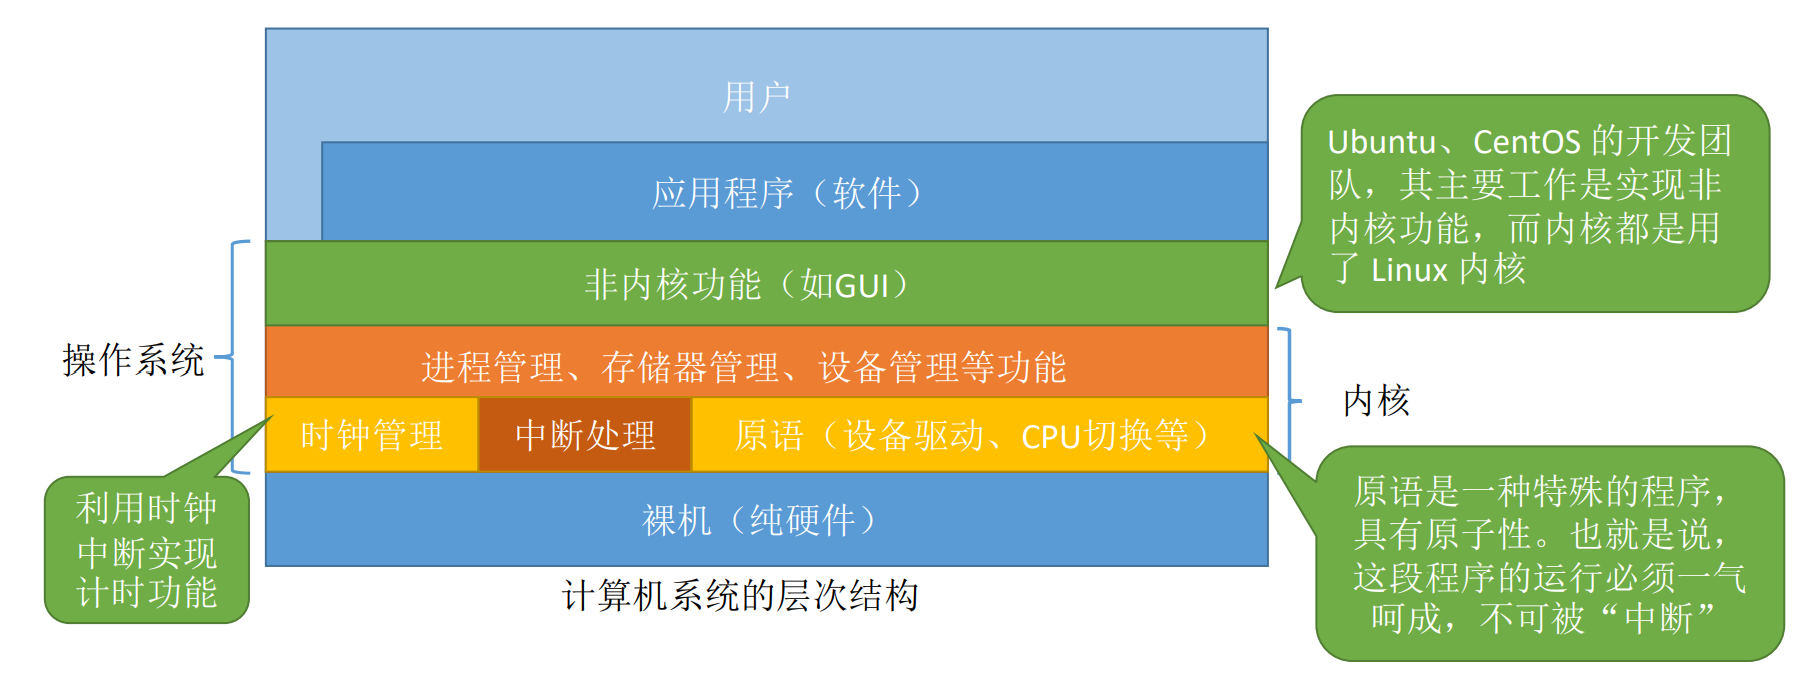 用户
应用程序（软件）
非内核功能（如GUI）
进程管理、存储器管理、设备管理等功能
时钟管理
中断处理
原语（设备驱动、CPU切换等）
裸机（纯硬件）
计算机系统的层次结构
操作系统
利用时钟
中断实现
计时功能
Ubuntu、CentOS 的开发团
队，其主要工作是实现非
内核功能，而内核都是用
了 Linux 内核
内核
原语是一种特殊的程序，
具有原子性。也就是说，
这段程序的运行必须一气
呵成，不可被“中断”